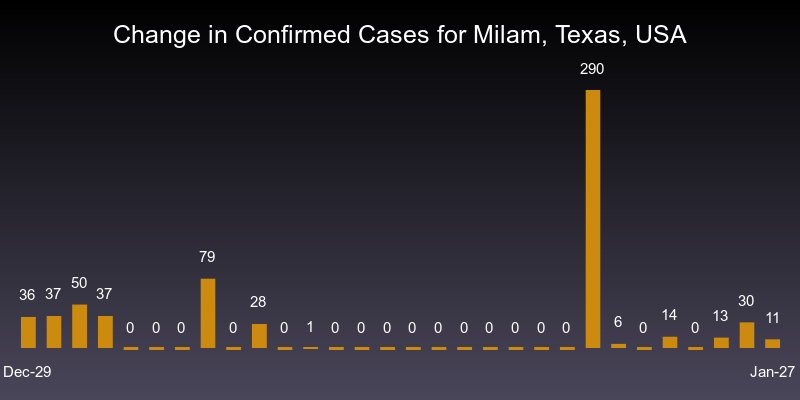 Change in Confirmed Cases for Milam, Texas, USA
36 37 50 37 0 0 0 79 0 28 0 1 0 0 0 0 0 0 0 0 0 0 290 6 0 14 0 13 30 11
Dec-29 Jan-27